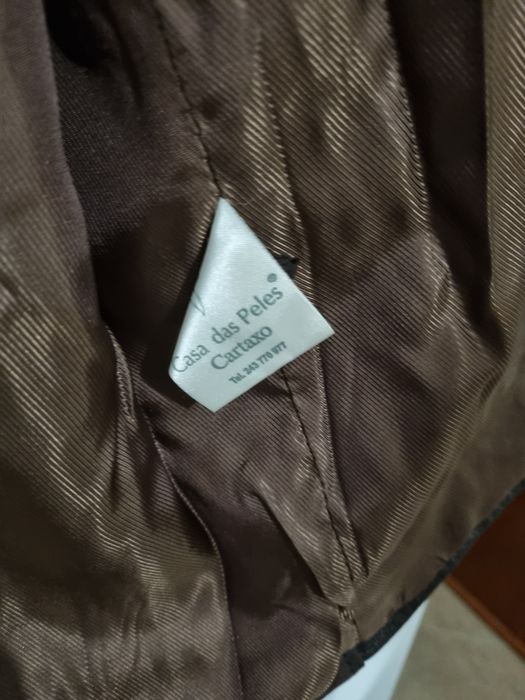 Casa das Peles®
Cartaxo
Tel. 243 770 977